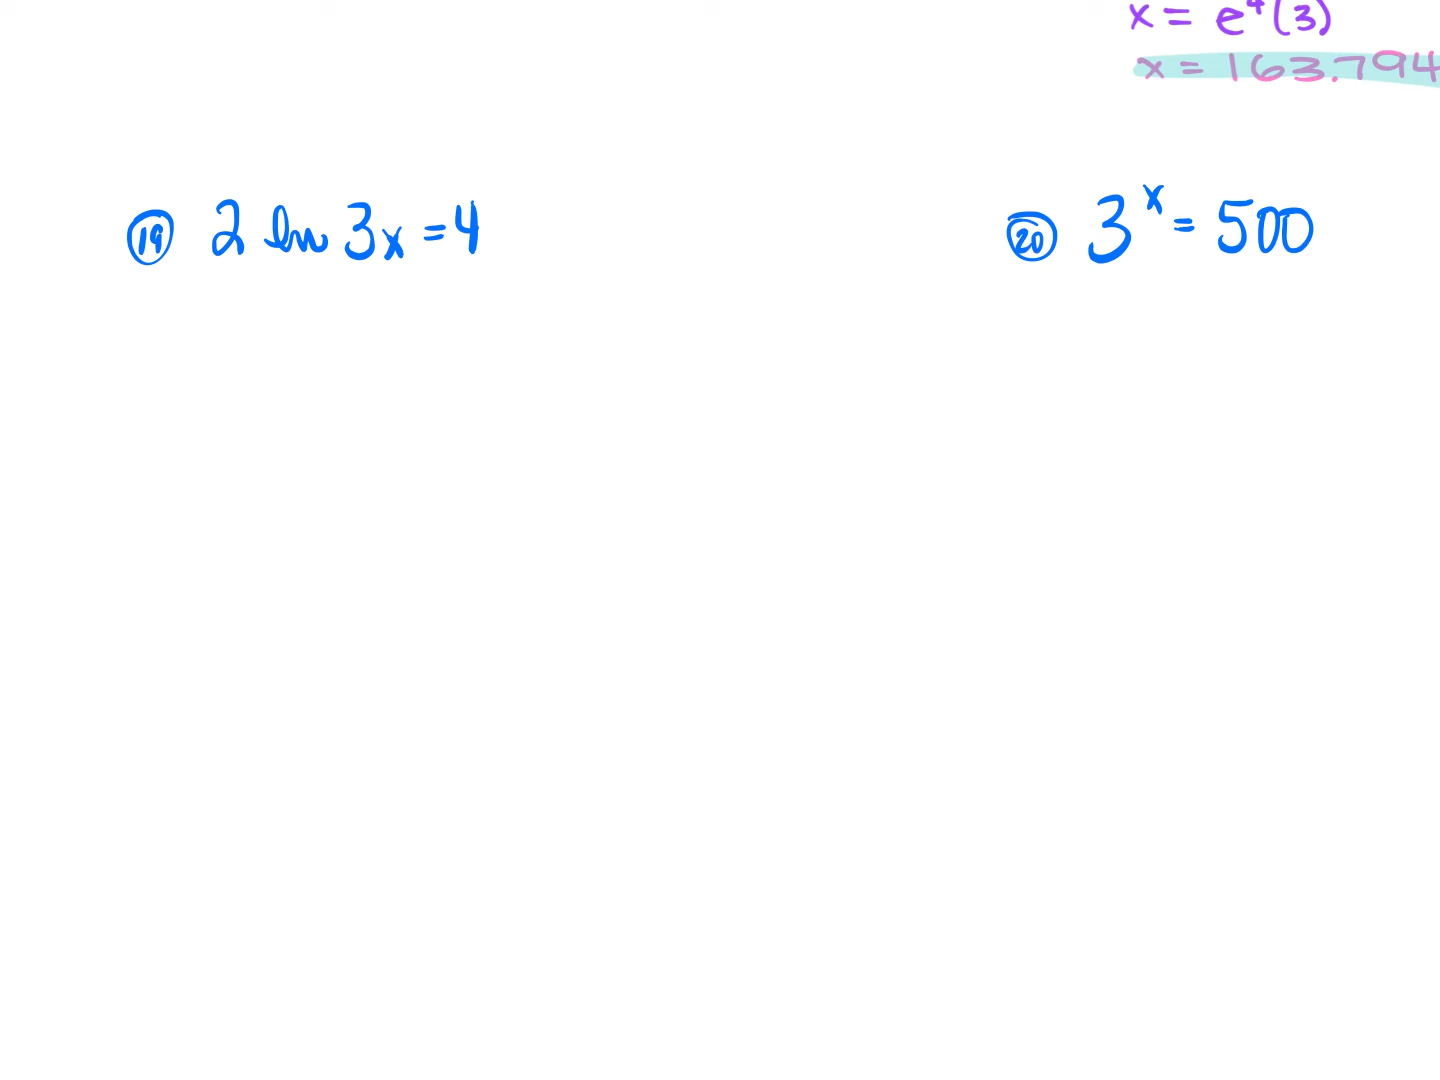 x = e⁴(3)
x = 163.794
⑲ 2 ln 3x = 4
⑳ 3ˣ = 500